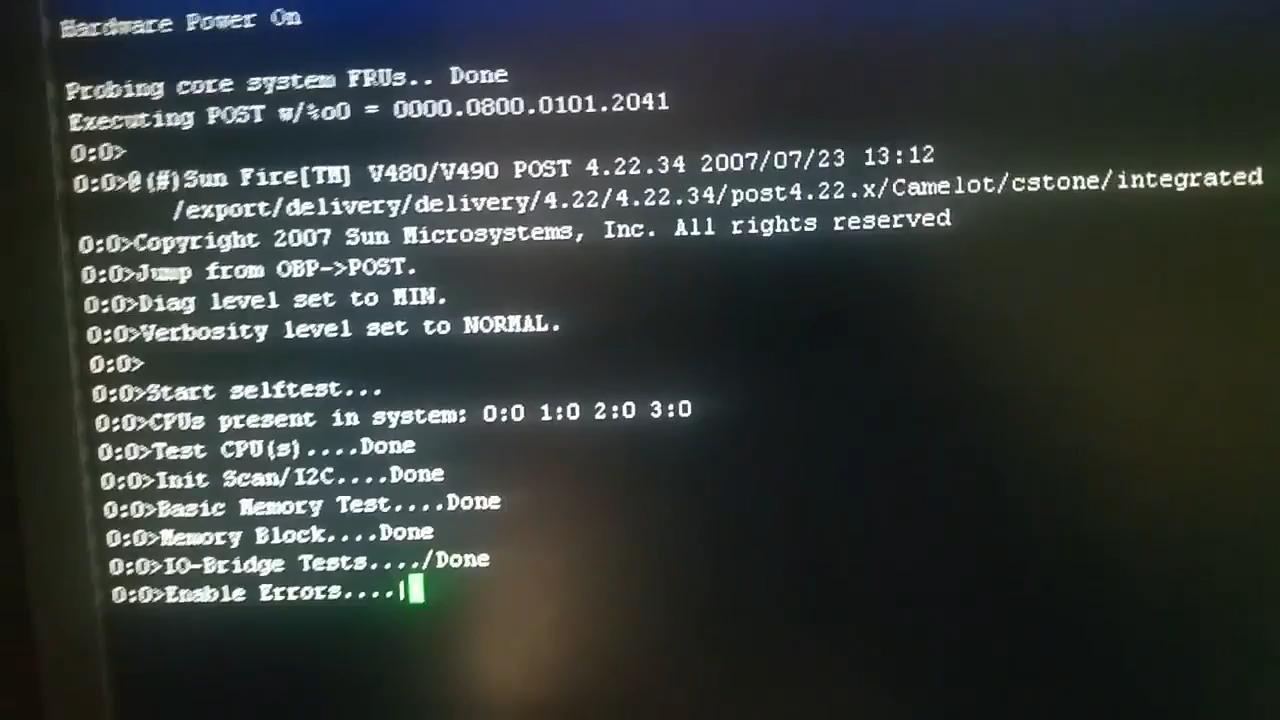 Hardware Power On
Probing core system FRUs.. Done
Executing POST w/%o0 = 0000.0800.0101.2041
0:0>
0:0>@(#)Sun Fire[TM] V480/V490 POST 4.22.34 2007/07/23 13:12
/export/delivery/delivery/4.22/4.22.34/post4.22.x/Camelot/cstone/integrated
0:0>Copyright 2007 Sun Microsystems, Inc. All rights reserved
0:0>Jump from OBP->POST.
0:0>Diag level set to MIN.
0:0>Verbosity level set to NORMAL.
0:0>
0:0>Start selftest...
0:0>CPUs present in system: 0:0 1:0 2:0 3:0
0:0>Test CPU(s)....Done
0:0>Init Scan/I2C....Done
0:0>Basic Memory Test....Done
0:0>Memory Block....Done
0:0>IO-Bridge Tests..../Done
0:0>Enable Errors....|